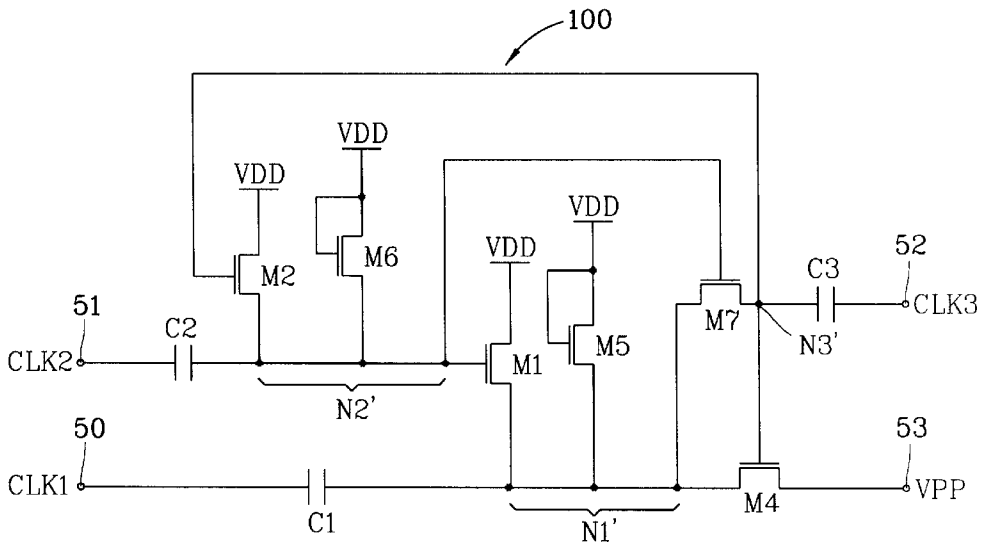 100
VDD
VDD
M6
VDD
VDD
M2
M5
M1
M7
C3
52
CLK3
N3'
51
C2
CLK2
N2'
50
CLK1
C1
N1'
M4
53
VPP